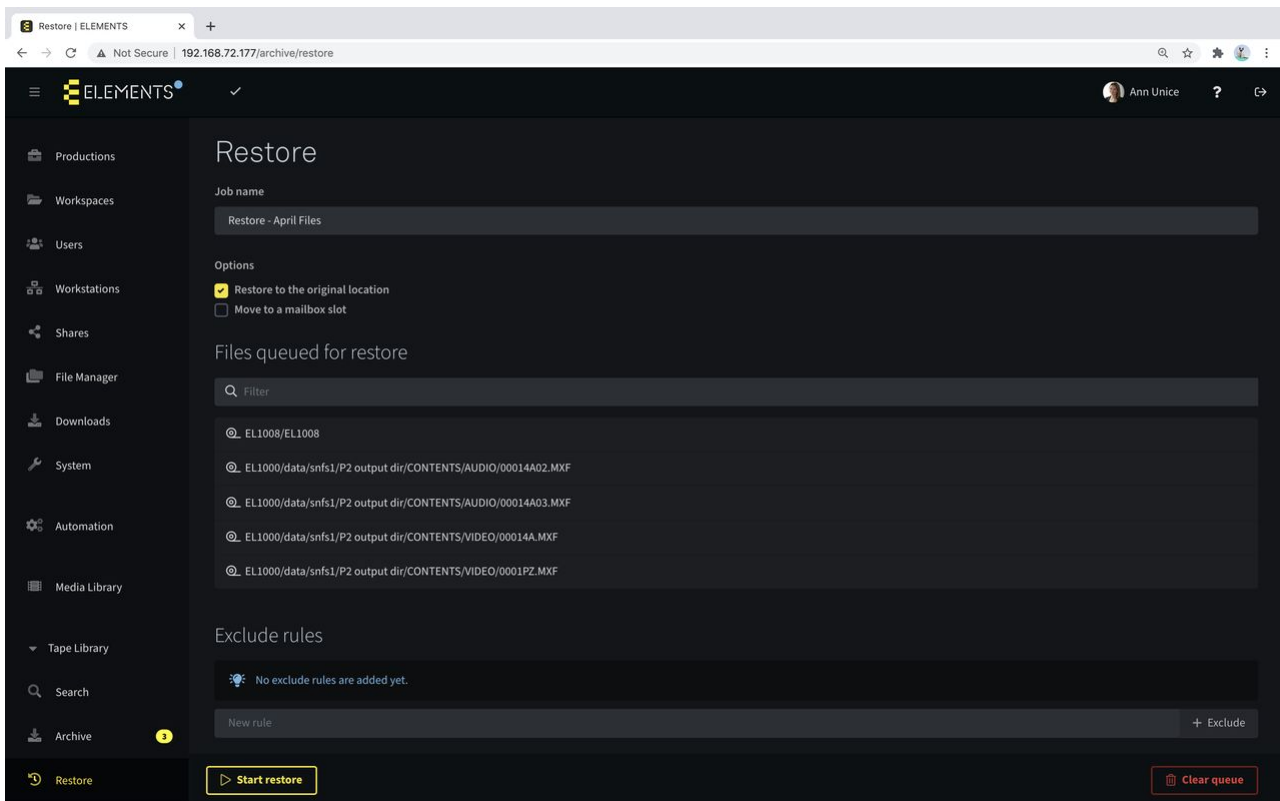 Restore | ELEMENTS
Not Secure | 192.168.72.177/archive/restore
ELEMENTS
Ann Unice
?
Productions
Workspaces
Users
Workstations
Shares
File Manager
Downloads
System
Automation
Media Library
Tape Library
Search
Archive 3
Restore
Restore
Job name
Restore - April Files
Options
Restore to the original location
Move to a mailbox slot
Files queued for restore
Filter
EL1008/EL1008
EL1000/data/snfs1/P2 output dir/CONTENTS/AUDIO/00014A02.MXF
EL1000/data/snfs1/P2 output dir/CONTENTS/AUDIO/00014A03.MXF
EL1000/data/snfs1/P2 output dir/CONTENTS/VIDEO/00014A.MXF
EL1000/data/snfs1/P2 output dir/CONTENTS/VIDEO/0001PZ.MXF
Exclude rules
No exclude rules are added yet.
New rule
+ Exclude
Start restore
Clear queue